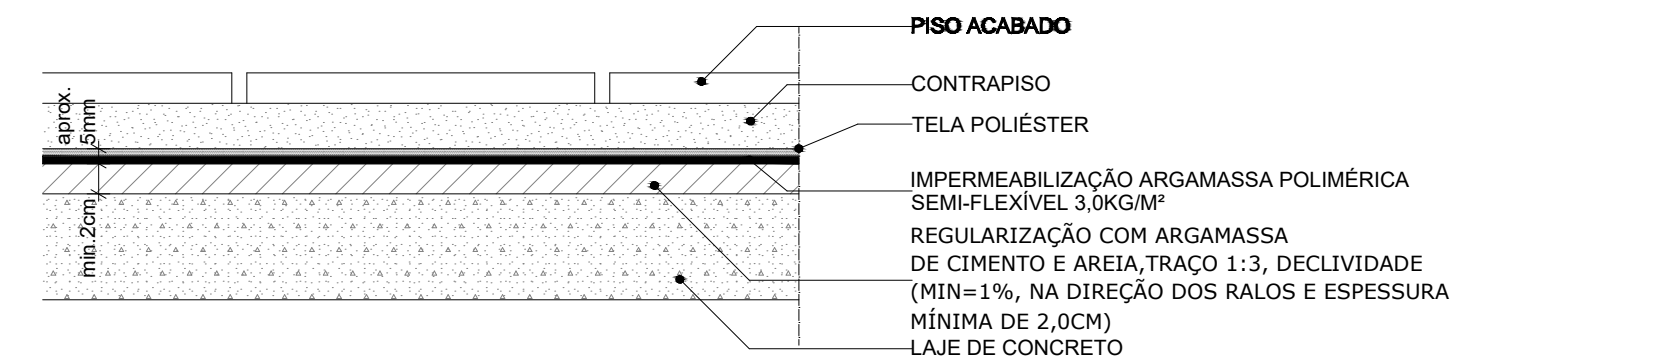 PISO ACABADO
CONTRAPISO
TELA POLIÉSTER
IMPERMEABILIZAÇÃO ARGAMASSA POLIMÉRICA
SEMI-FLEXÍVEL 3,0KG/M²
REGULARIZAÇÃO COM ARGAMASSA
DE CIMENTO E AREIA,TRAÇO 1:3, DECLIVIDADE
(MIN=1%, NA DIREÇÃO DOS RALOS E ESPESSURA
MÍNIMA DE 2,0CM)
LAJE DE CONCRETO
aprox.
5mm
min.2cm